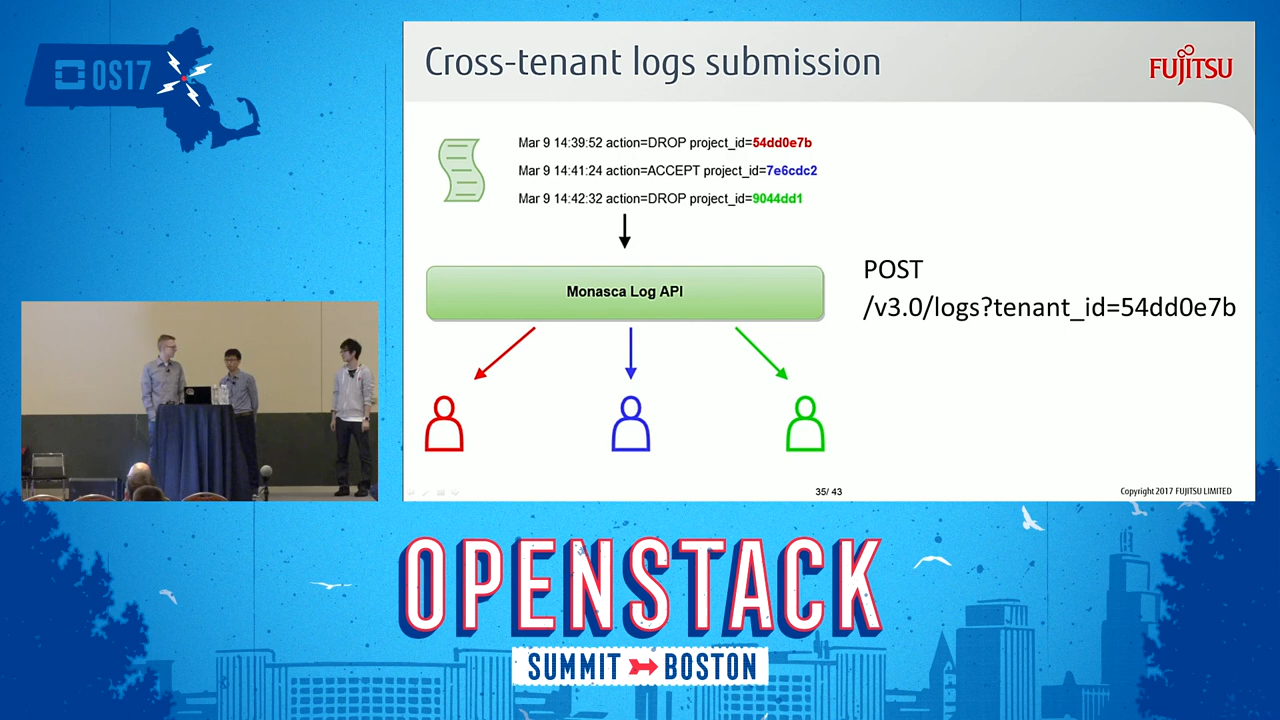 OS17
Cross-tenant logs submission
FUJITSU
Mar 9 14:39:52 action=DROP project_id=54dd0e7b
Mar 9 14:41:24 action=ACCEPT project_id=7e6cdc2
Mar 9 14:42:32 action=DROP project_id=9044dd1
Monasca Log API
POST
/v3.0/logs?tenant_id=54dd0e7b
35/ 43
Copyright 2017 FUJITSU LIMITED
OPENSTACK
SUMMIT BOSTON